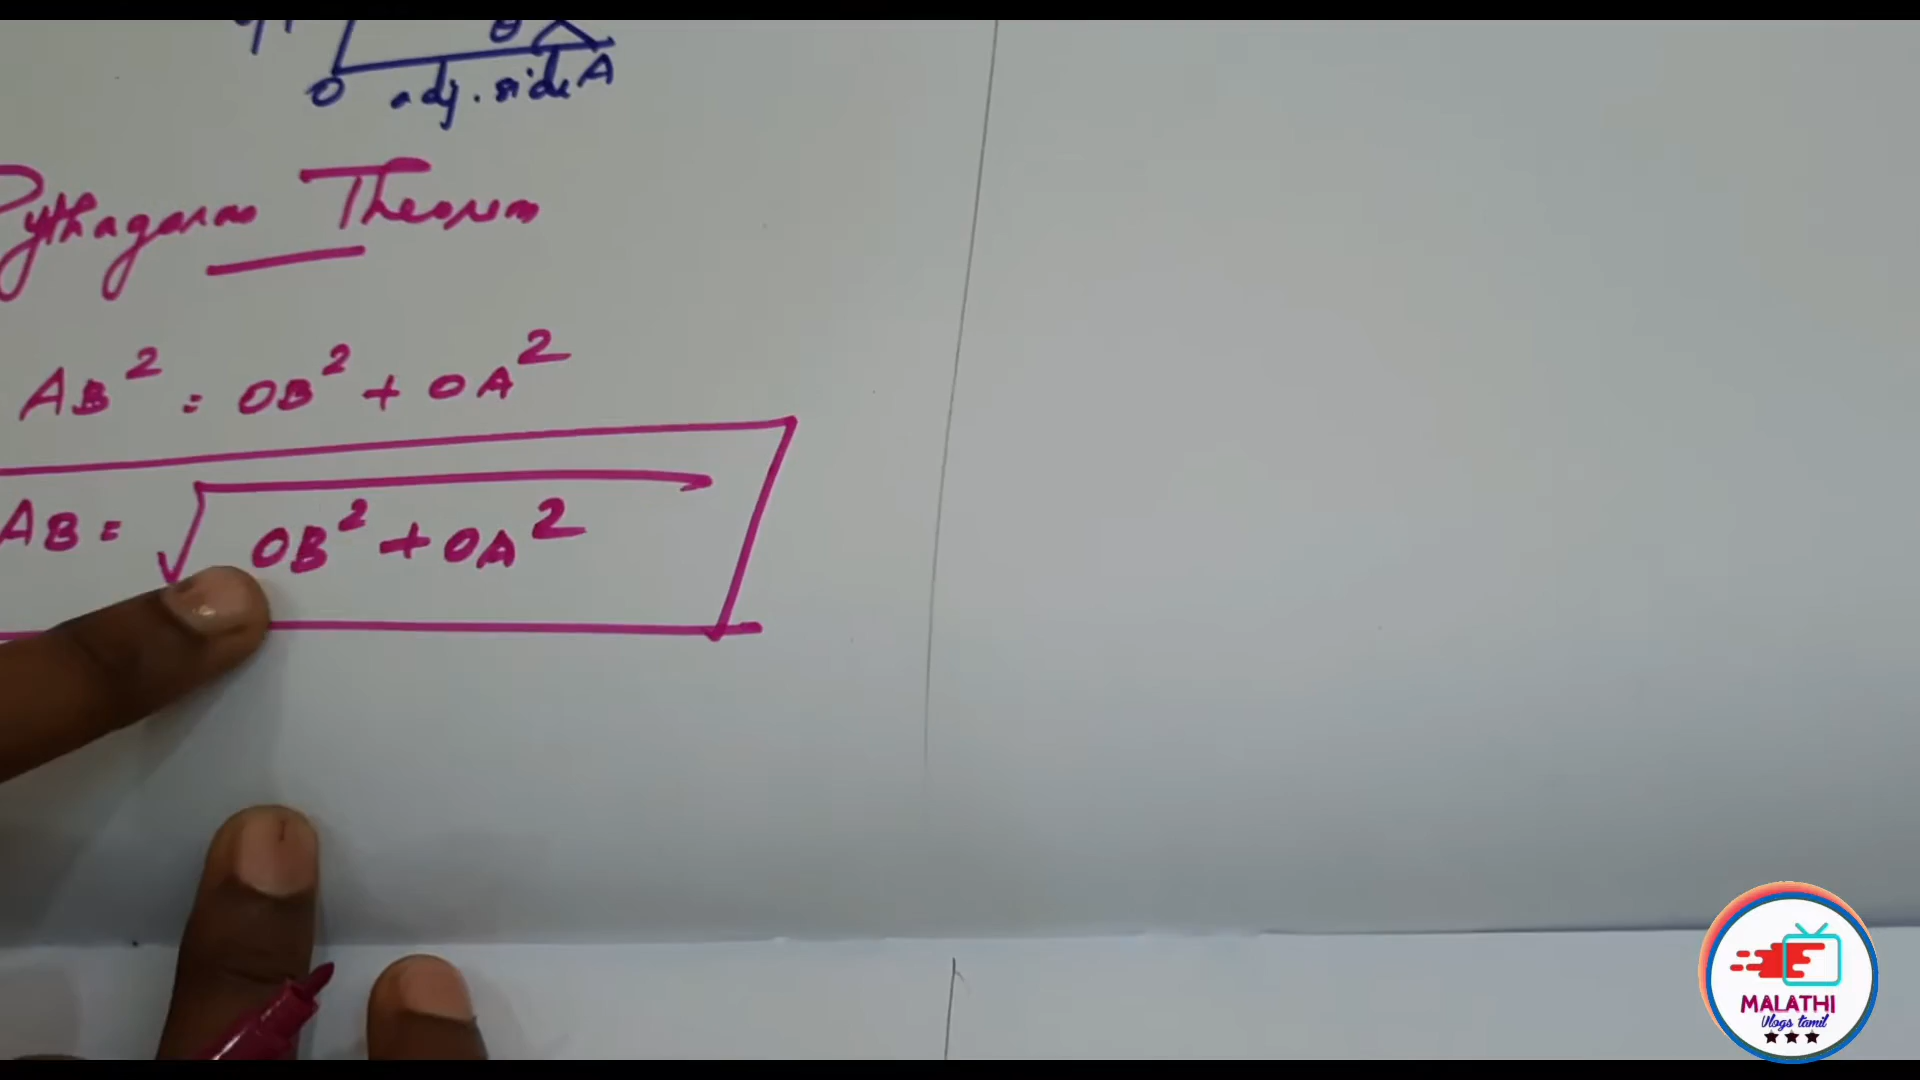 θ
O adj. side A
Pythagoras Theorem
AB² = OB² + OA²
AB = √OB² + OA²
MALATHI
Vlogs tamil